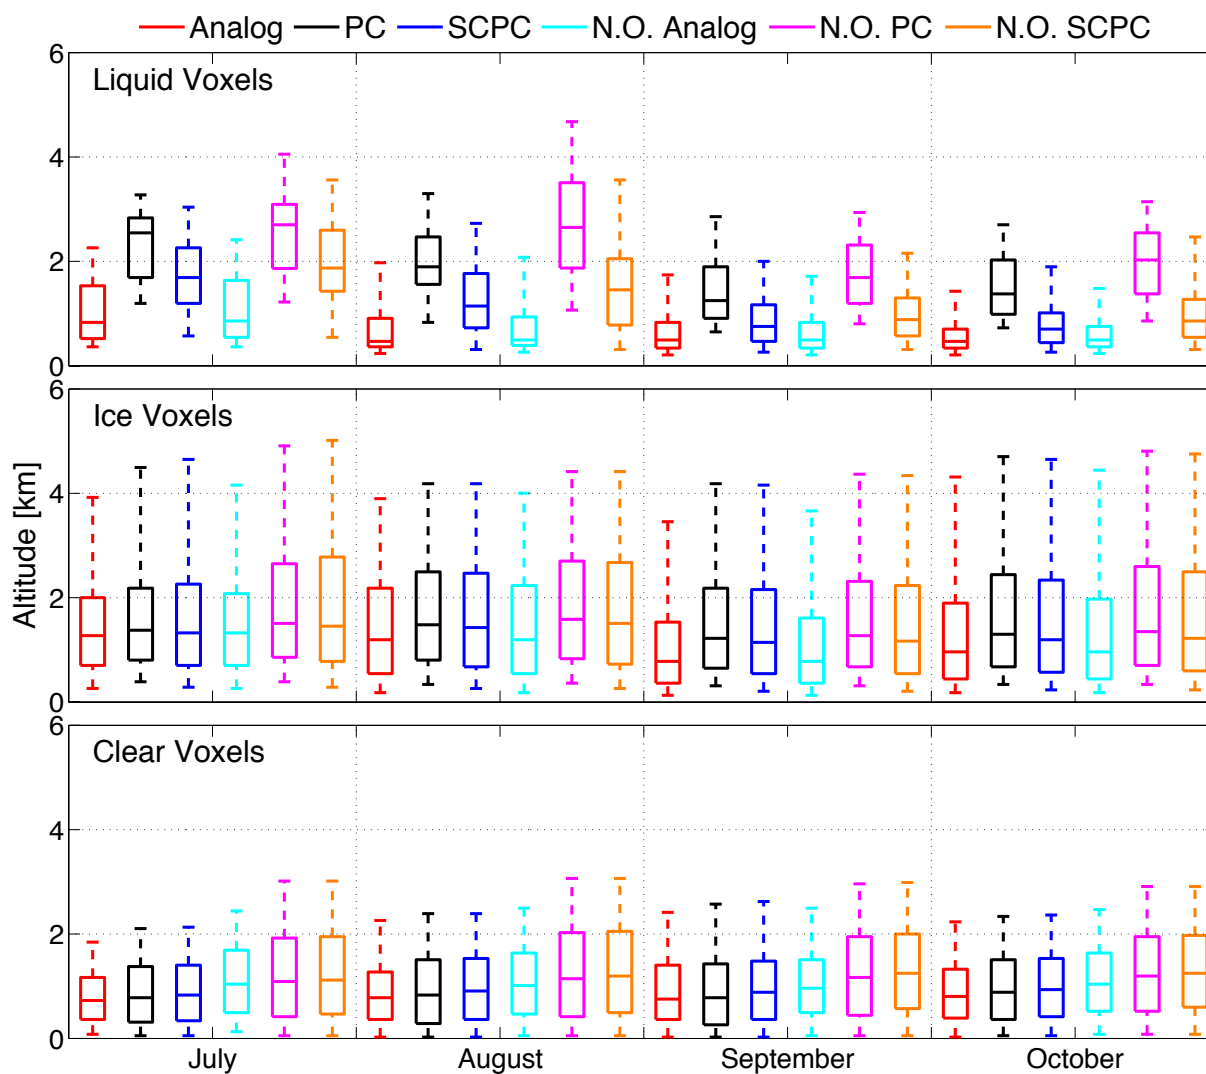 Analog PC SCPC N.O. Analog N.O. PC N.O. SCPC
6
Liquid Voxels
4
2
0
6
Ice Voxels
4
Altitude [km]
2
0
6
Clear Voxels
4
2
0
July August September October